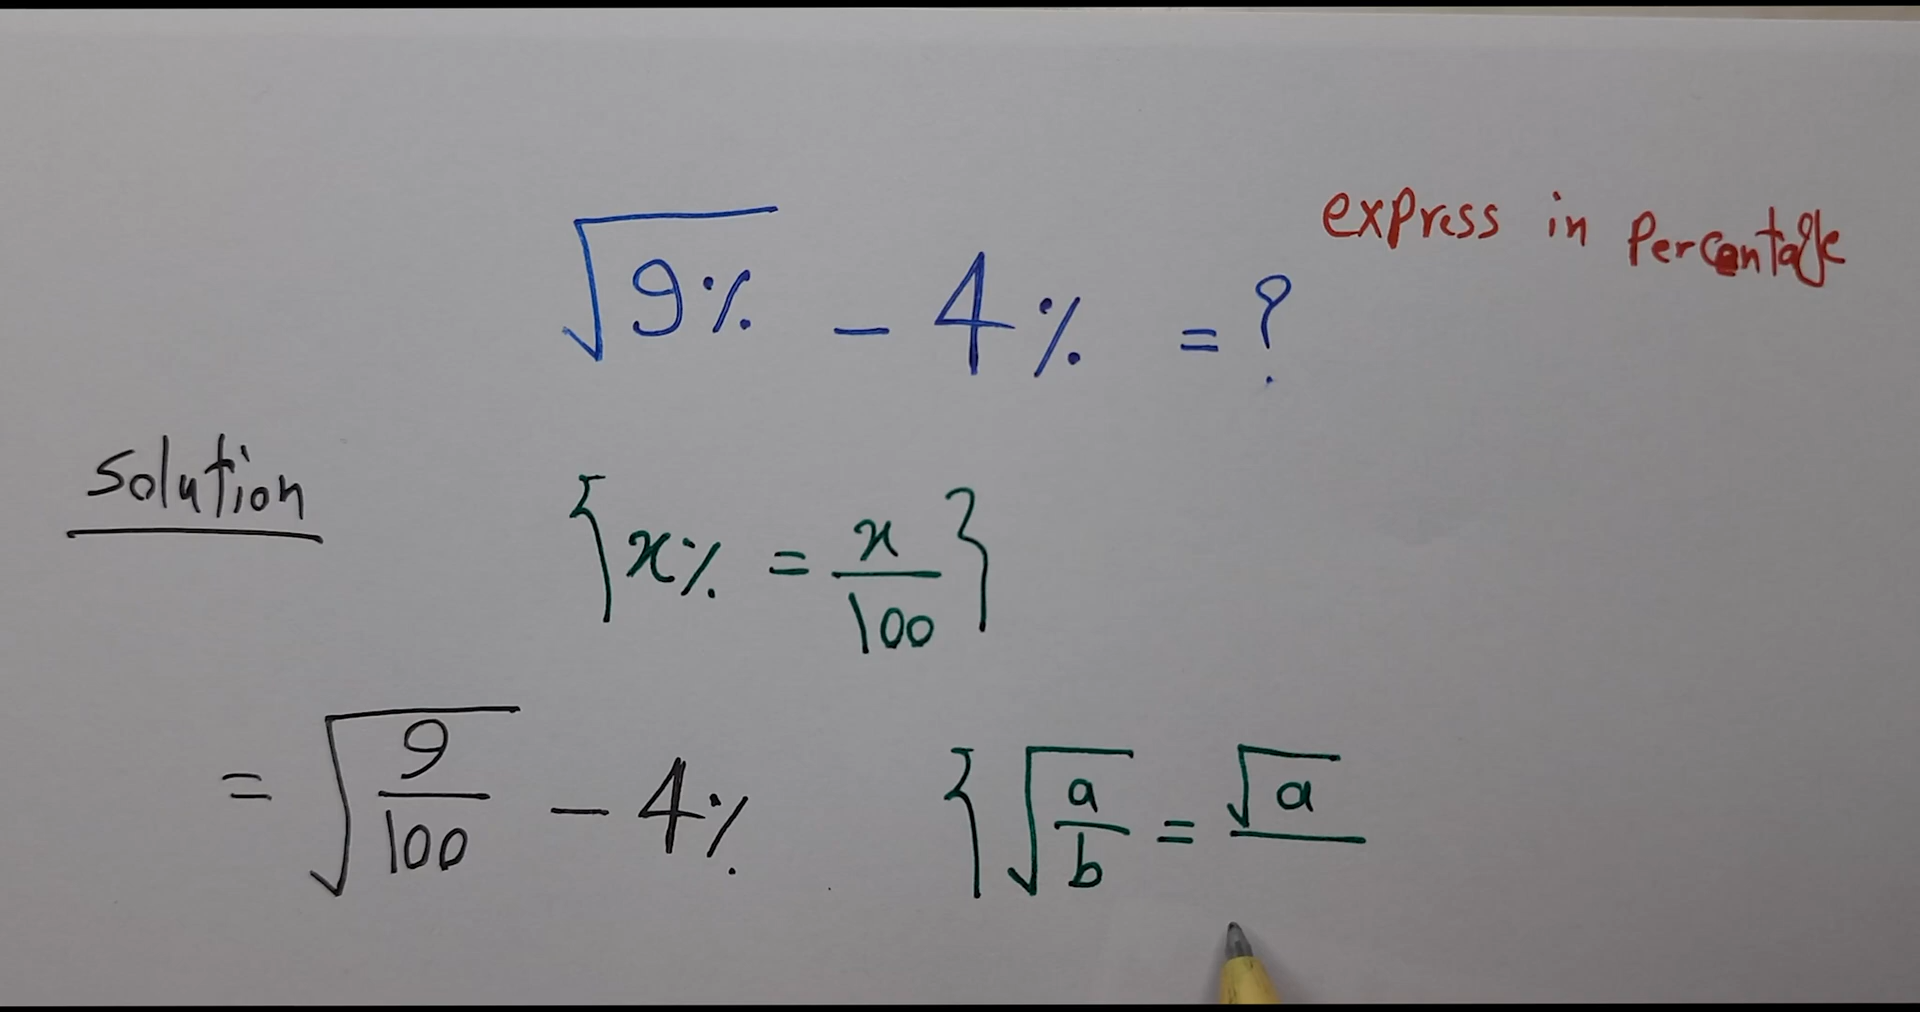 express in Percentage
√9% - 4% = ?
Solution
{x% = x/100}
= √(9/100) - 4%
{√(a/b) = √a/